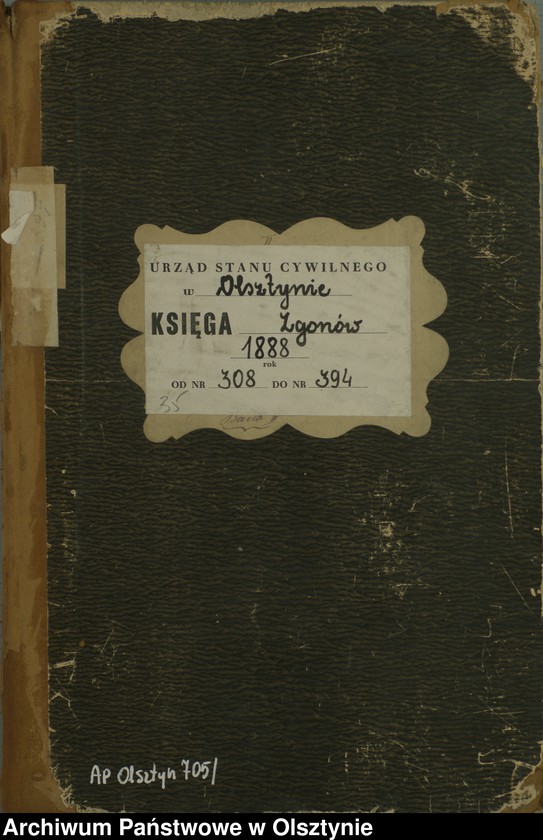 URZĄD STANU CYWILNEGO
w Olsztynie
KSIĘGA Zgonów
1888
rok
OD NR 308 DO NR 394
35
AP Olsztyn 705/
Archiwum Państwowe w Olsztynie